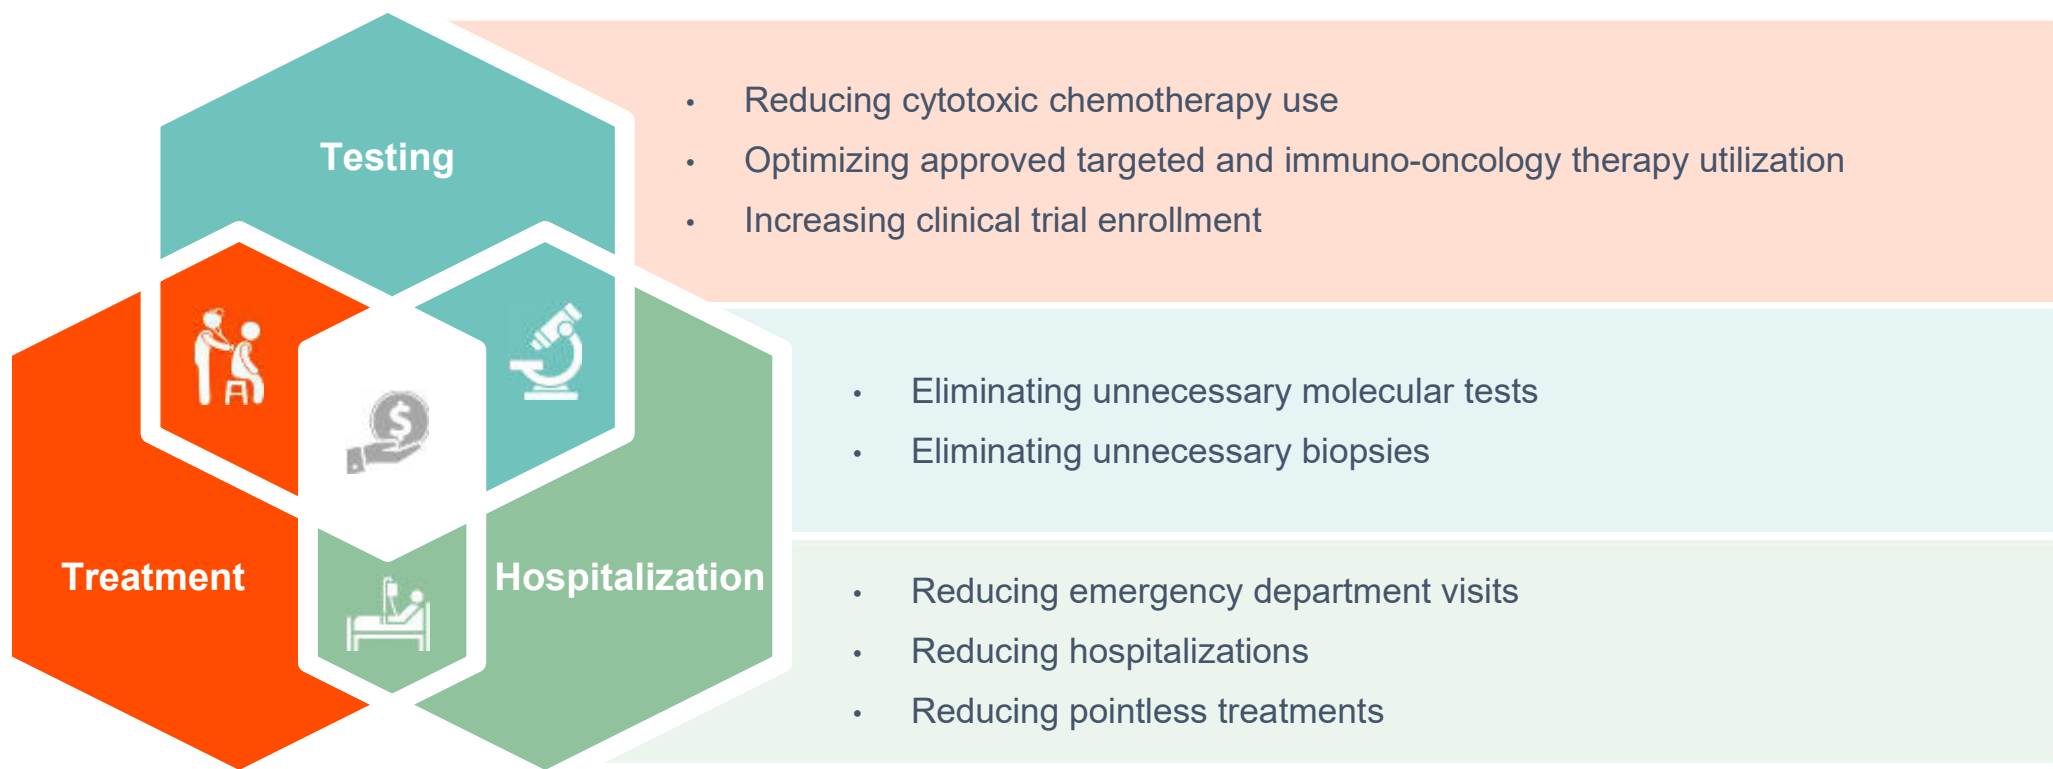 Testing
• Reducing cytotoxic chemotherapy use
• Optimizing approved targeted and immuno-oncology therapy utilization
• Increasing clinical trial enrollment
$
• Eliminating unnecessary molecular tests
• Eliminating unnecessary biopsies
Treatment
Hospitalization
• Reducing emergency department visits
• Reducing hospitalizations
• Reducing pointless treatments